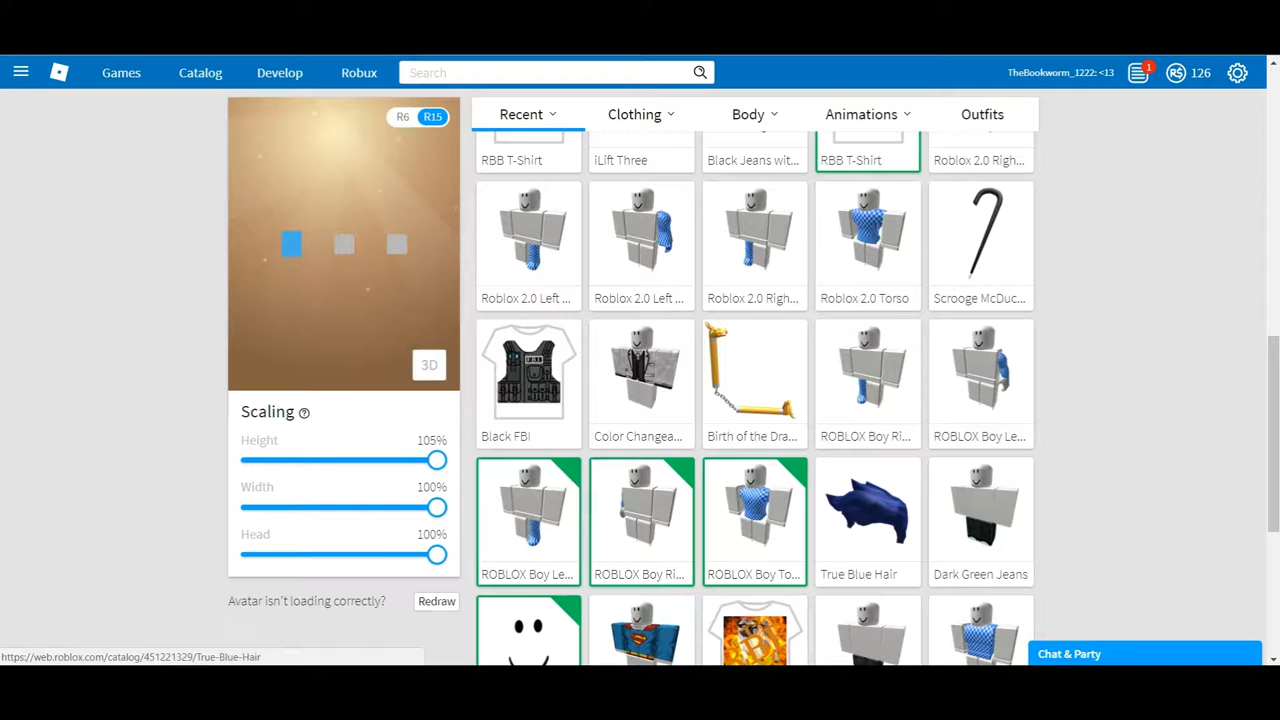 Games Catalog Develop Robux Search TheBookworm_1222: <13 1 R$ 126
R6 R15 Recent Clothing Body Animations Outfits
RBB T-Shirt iLift Three Black Jeans wit... RBB T-Shirt Roblox 2.0 Righ...
Roblox 2.0 Left ... Roblox 2.0 Left ... Roblox 2.0 Righ... Roblox 2.0 Torso Scrooge McDuc...
3D
FBI
Black FBI Color Changea... Birth of the Dra... ROBLOX Boy Ri... ROBLOX Boy Le...
Scaling ?
Height 105%
Width 100%
Head 100%
ROBLOX Boy Le... ROBLOX Boy Ri... ROBLOX Boy To... True Blue Hair Dark Green Jeans
Avatar isn't loading correctly? Redraw
https://web.roblox.com/catalog/451221329/True-Blue-Hair
Chat & Party